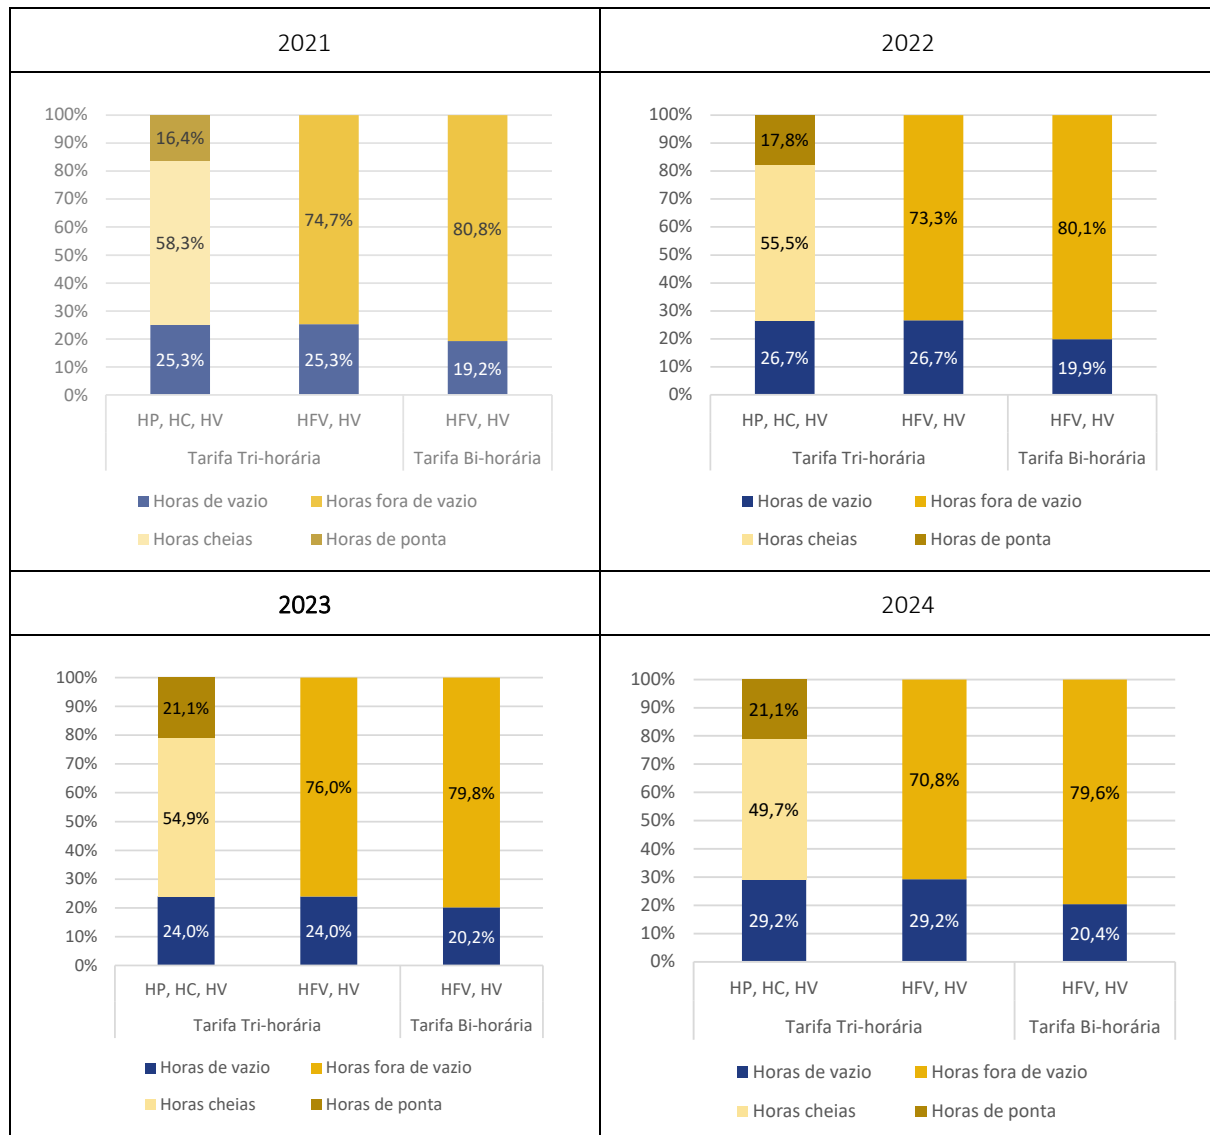 2021
2022
100%
90%
80%
70%
60%
50%
40%
30%
20%
10%
0%
16,4%
58,3%
25,3%
74,7%
25,3%
80,8%
19,2%
HP, HC, HV
HFV, HV
HFV, HV
Tarifa Tri-horária
Tarifa Bi-horária
Horas de vazio
Horas fora de vazio
Horas cheias
Horas de ponta
100%
90%
80%
70%
60%
50%
40%
30%
20%
10%
0%
17,8%
55,5%
26,7%
73,3%
26,7%
80,1%
19,9%
HP, HC, HV
HFV, HV
HFV, HV
Tarifa Tri-horária
Tarifa Bi-horária
Horas de vazio
Horas fora de vazio
Horas cheias
Horas de ponta
2023
2024
100%
90%
80%
70%
60%
50%
40%
30%
20%
10%
0%
21,1%
54,9%
24,0%
76,0%
24,0%
79,8%
20,2%
HP, HC, HV
HFV, HV
HFV, HV
Tarifa Tri-horária
Tarifa Bi-horária
Horas de vazio
Horas fora de vazio
Horas cheias
Horas de ponta
100%
90%
80%
70%
60%
50%
40%
30%
20%
10%
0%
21,1%
49,7%
29,2%
70,8%
29,2%
79,6%
20,4%
HP, HC, HV
HFV, HV
HFV, HV
Tarifa Tri-horária
Tarifa Bi-horária
Horas de vazio
Horas fora de vazio
Horas cheias
Horas de ponta